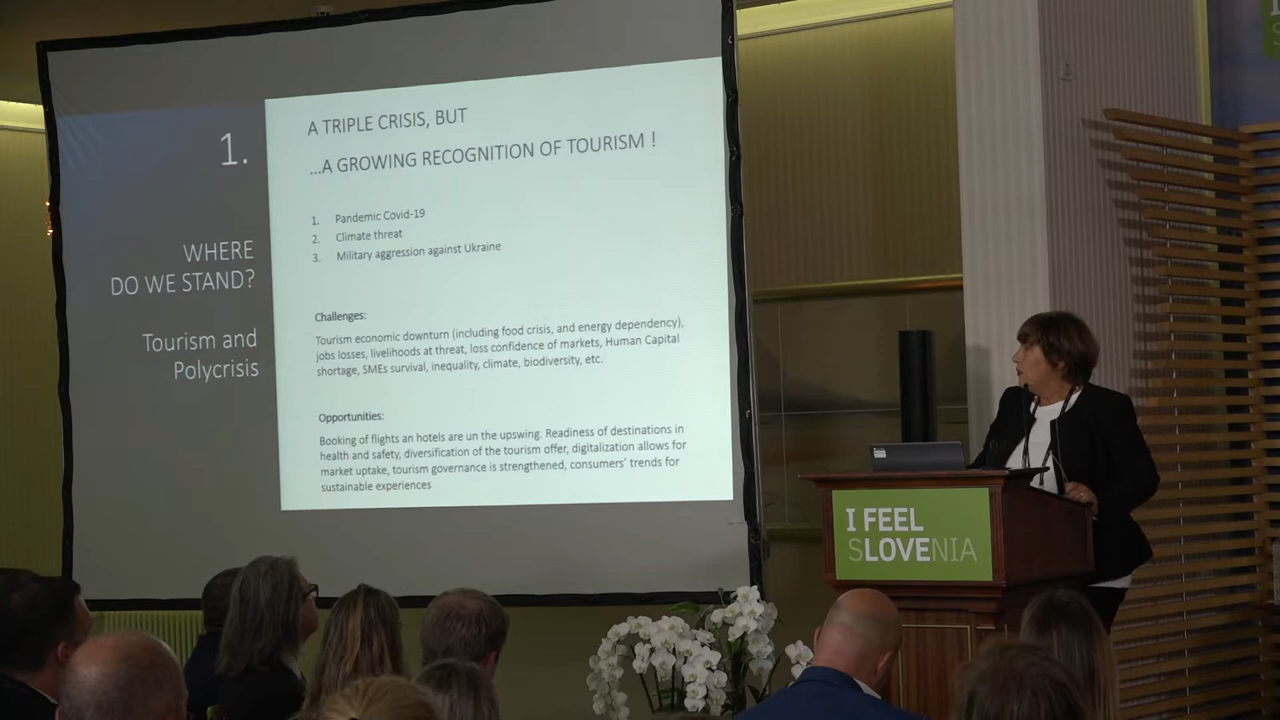 1.
WHERE
DO WE STAND?
Tourism and
Polycrisis
A TRIPLE CRISIS, BUT
...A GROWING RECOGNITION OF TOURISM !
1. Pandemic Covid-19
2. Climate threat
3. Military aggression against Ukraine
Challenges:
Tourism economic downturn (including food crisis, and energy dependency),
jobs losses, livelihoods at threat, loss confidence of markets, Human Capital
shortage, SMEs survival, inequality, climate, biodiversity, etc.
Opportunities:
Booking of flights an hotels are un the upswing. Readiness of destinations in
health and safety, diversification of the tourism offer, digitalization allows for
market uptake, tourism governance is strengthened, consumers' trends for
sustainable experiences
I FEEL
SLOVENIA